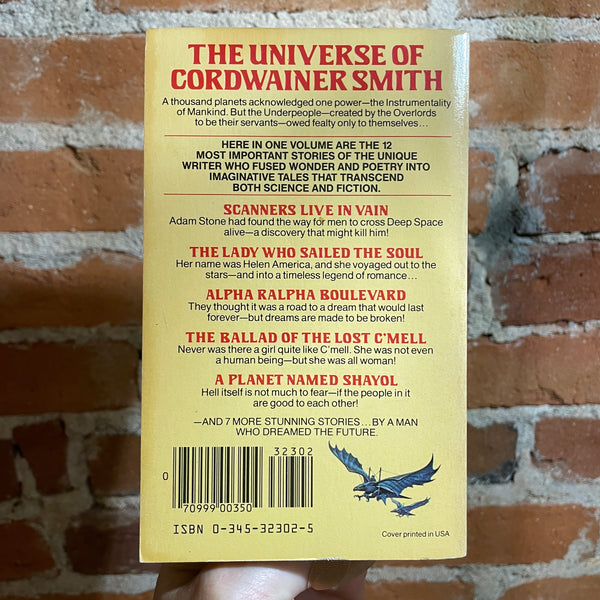 THE UNIVERSE OF
CORDWAINER SMITH
A thousand planets acknowledged one power—the Instrumentality
of Mankind. But the Underpeople—created by the Overlords
to be their servants—owed fealty only to themselves...
HERE IN ONE VOLUME ARE THE 12
MOST IMPORTANT STORIES OF THE UNIQUE
WRITER WHO FUSED WONDER AND POETRY INTO
IMAGINATIVE TALES THAT TRANSCEND
BOTH SCIENCE AND FICTION.
SCANNERS LIVE IN VAIN
Adam Stone had found the way for men to cross Deep Space
alive—a discovery that might kill him!
THE LADY WHO SAILED THE SOUL
Her name was Helen America, and she voyaged out to the
stars—and into a timeless legend of romance...
ALPHA RALPHA BOULEVARD
They thought it was a road to a dream that would last
forever—but dreams are made to be broken!
THE BALLAD OF THE LOST C'MELL
Never was there a girl quite like C'mell. She was not even
a human being—but she was all woman!
A PLANET NAMED SHAYOL
Hell itself is not much to fear—if the people in it
are good to each other!
—AND 7 MORE STUNNING STORIES...BY A MAN
WHO DREAMED THE FUTURE.
32302
0
70999 00350
ISBN 0-345-32302-5
Cover printed in USA